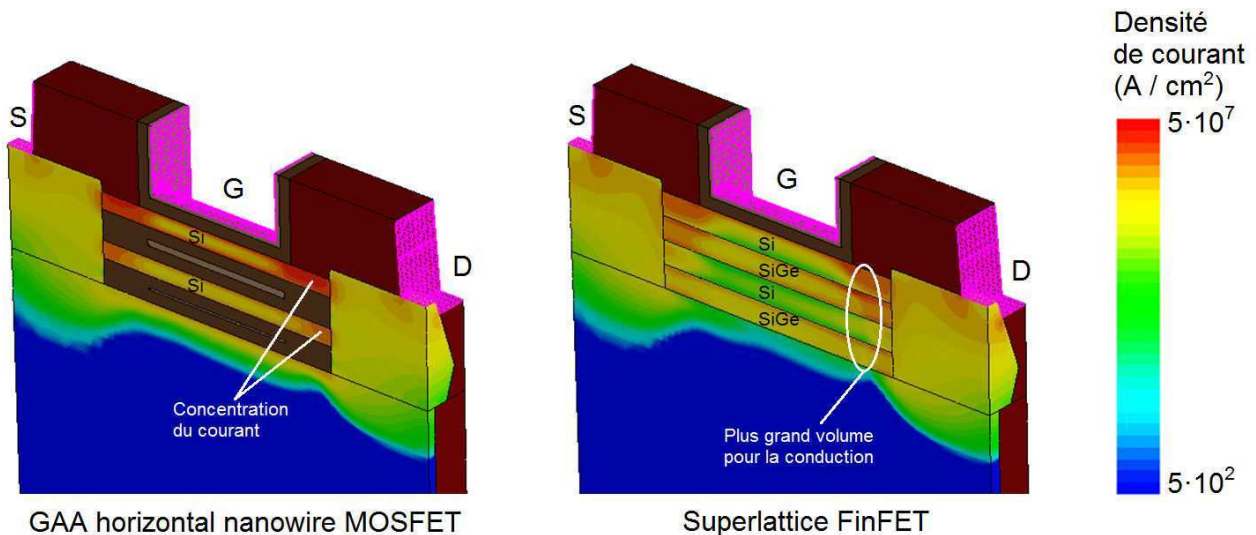 S
G
D
Si
Si
Concentration
du courant
GAA horizontal nanowire MOSFET
S
G
D
Si
SiGe
Si
SiGe
Plus grand volume
pour la conduction
Superlattice FinFET
Densité
de courant
(A / cm²)
5·10⁷
5·10²